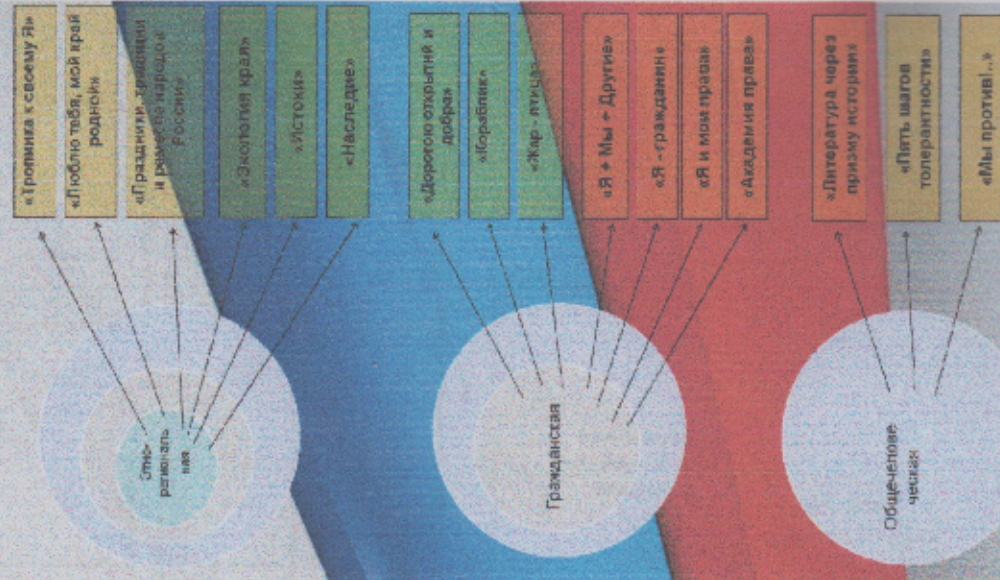 «Тропинка к своему Я»
«Люблю тебя, мой край
родной»
«Праздники, традиции
и ремесла народов
России»
«Экология края»
«Истоки»
«Наследие»
«Дорогою открытий и
добра»
«Кораблик»
«Жар - птица»
«Я + Мы + Другие»
«Я - гражданин»
«Я и мои права»
«Академия права»
«Литература через
призму истории»
«Пять шагов
толерантности»
«Мы против!..»
Этно-
региональ
ная
Гражданская
Общечелове
ческая